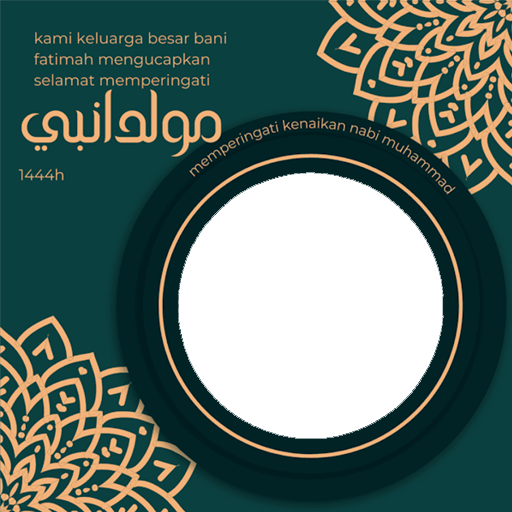 kami keluarga besar bani
fatimah mengucapkan
selamat memperingati
مولدانبي
1444h
memperingati kenaikan nabi muhammad